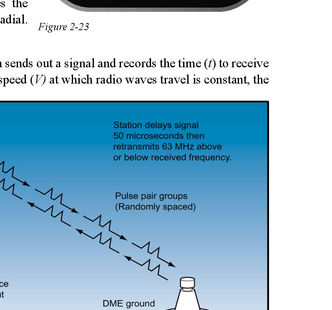 s the
adial.
Figure 2-23
sends out a signal and records the time (t) to receive
speed (V) at which radio waves travel is constant, the
Station delays signal
50 microseconds then
retransmits 63 MHz above
or below received frequency.
Pulse pair groups
(Randomly spaced)
ce
t
DME ground